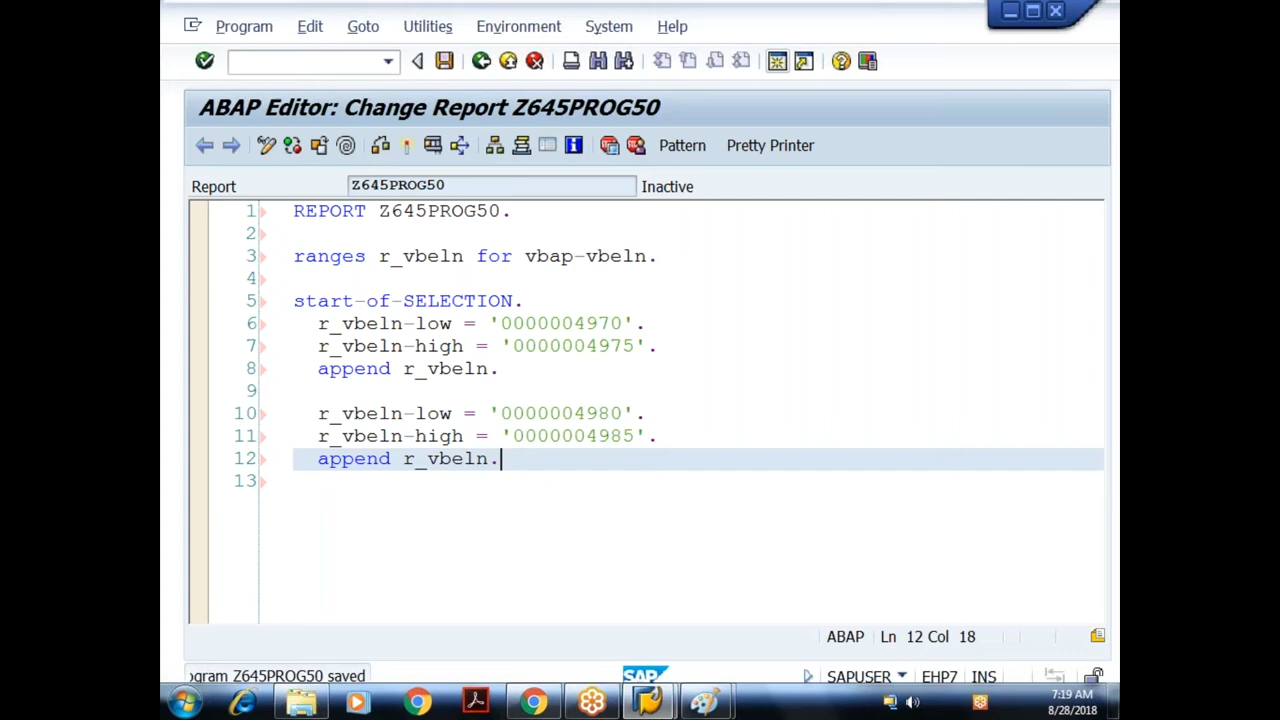 Program Edit Goto Utilities Environment System Help
ABAP Editor: Change Report Z645PROG50
Pattern Pretty Printer
Report Z645PROG50 Inactive
1 REPORT Z645PROG50.
2
3 ranges r_vbeln for vbap-vbeln.
4
5 start-of-SELECTION.
6 r_vbeln-low = '0000004970'.
7 r_vbeln-high = '0000004975'.
8 append r_vbeln.
9
10 r_vbeln-low = '0000004980'.
11 r_vbeln-high = '0000004985'.
12 append r_vbeln.
13
ABAP Ln 12 Col 18
ogram Z645PROG50 saved SAP SAPUSER EHP7 INS
7:19 AM
8/28/2018